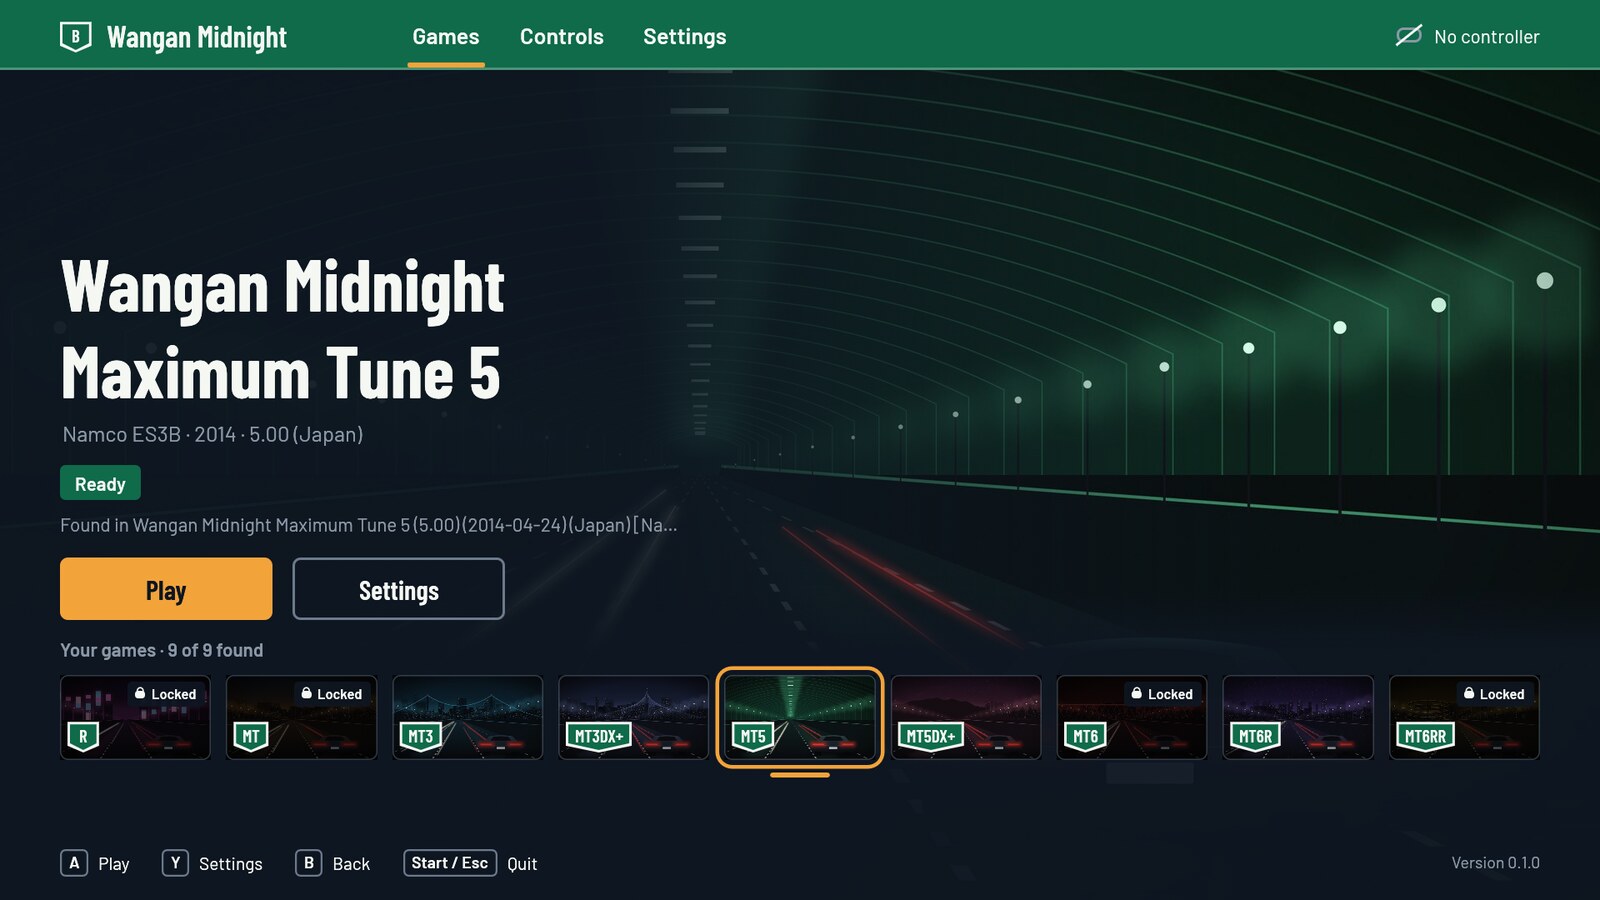 B Wangan Midnight Games Controls Settings No controller
Wangan Midnight
Maximum Tune 5
Namco ES3B · 2014 · 5.00 (Japan)
Ready
Found in Wangan Midnight Maximum Tune 5 (5.00) (2014-04-24) (Japan) [Na...
Play Settings
Your games · 9 of 9 found
Locked Locked Locked Locked
R MT MT3 MT3DX+ MT5 MT5DX+ MT6 MT6R MT6RR
A Play Y Settings B Back Start / Esc Quit Version 0.1.0